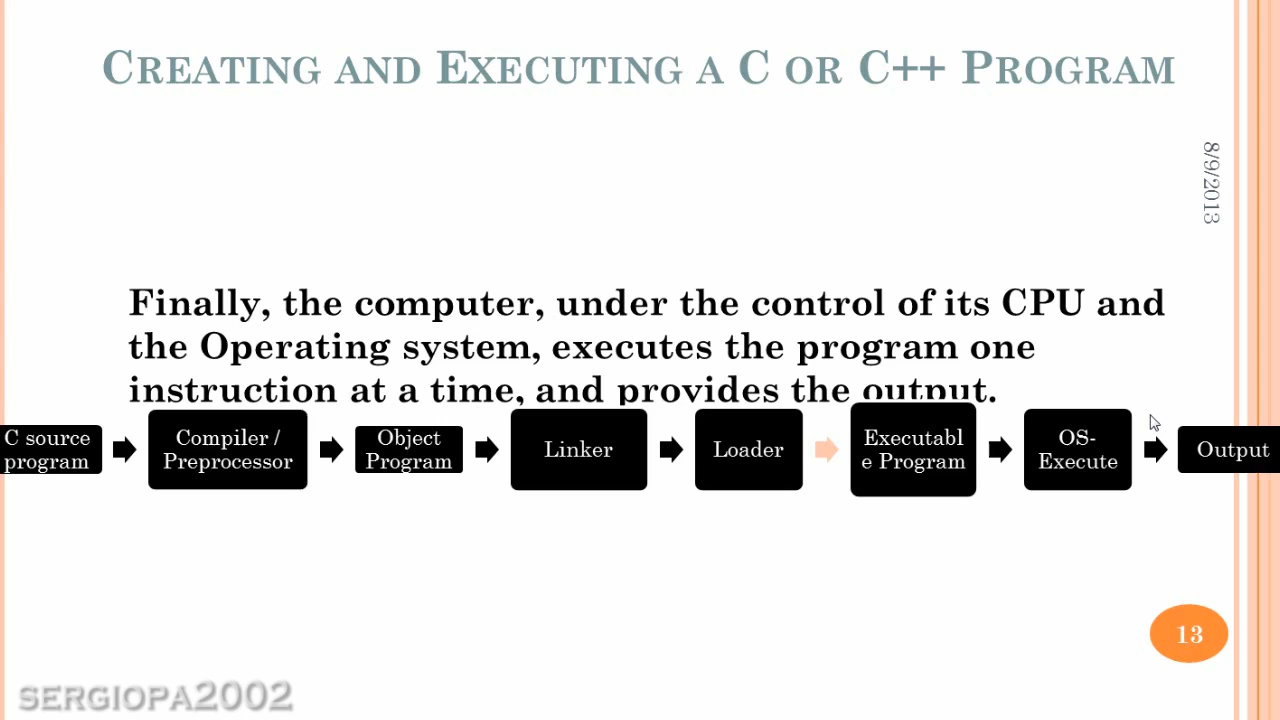 CREATING AND EXECUTING A C OR C++ PROGRAM
8/9/2013
Finally, the computer, under the control of its CPU and
the Operating system, executes the program one
instruction at a time, and provides the output.
C source
program
Compiler /
Preprocessor
Object
Program
Linker
Loader
Executabl
e Program
OS-
Execute
Output
13
SERGIOPA2002